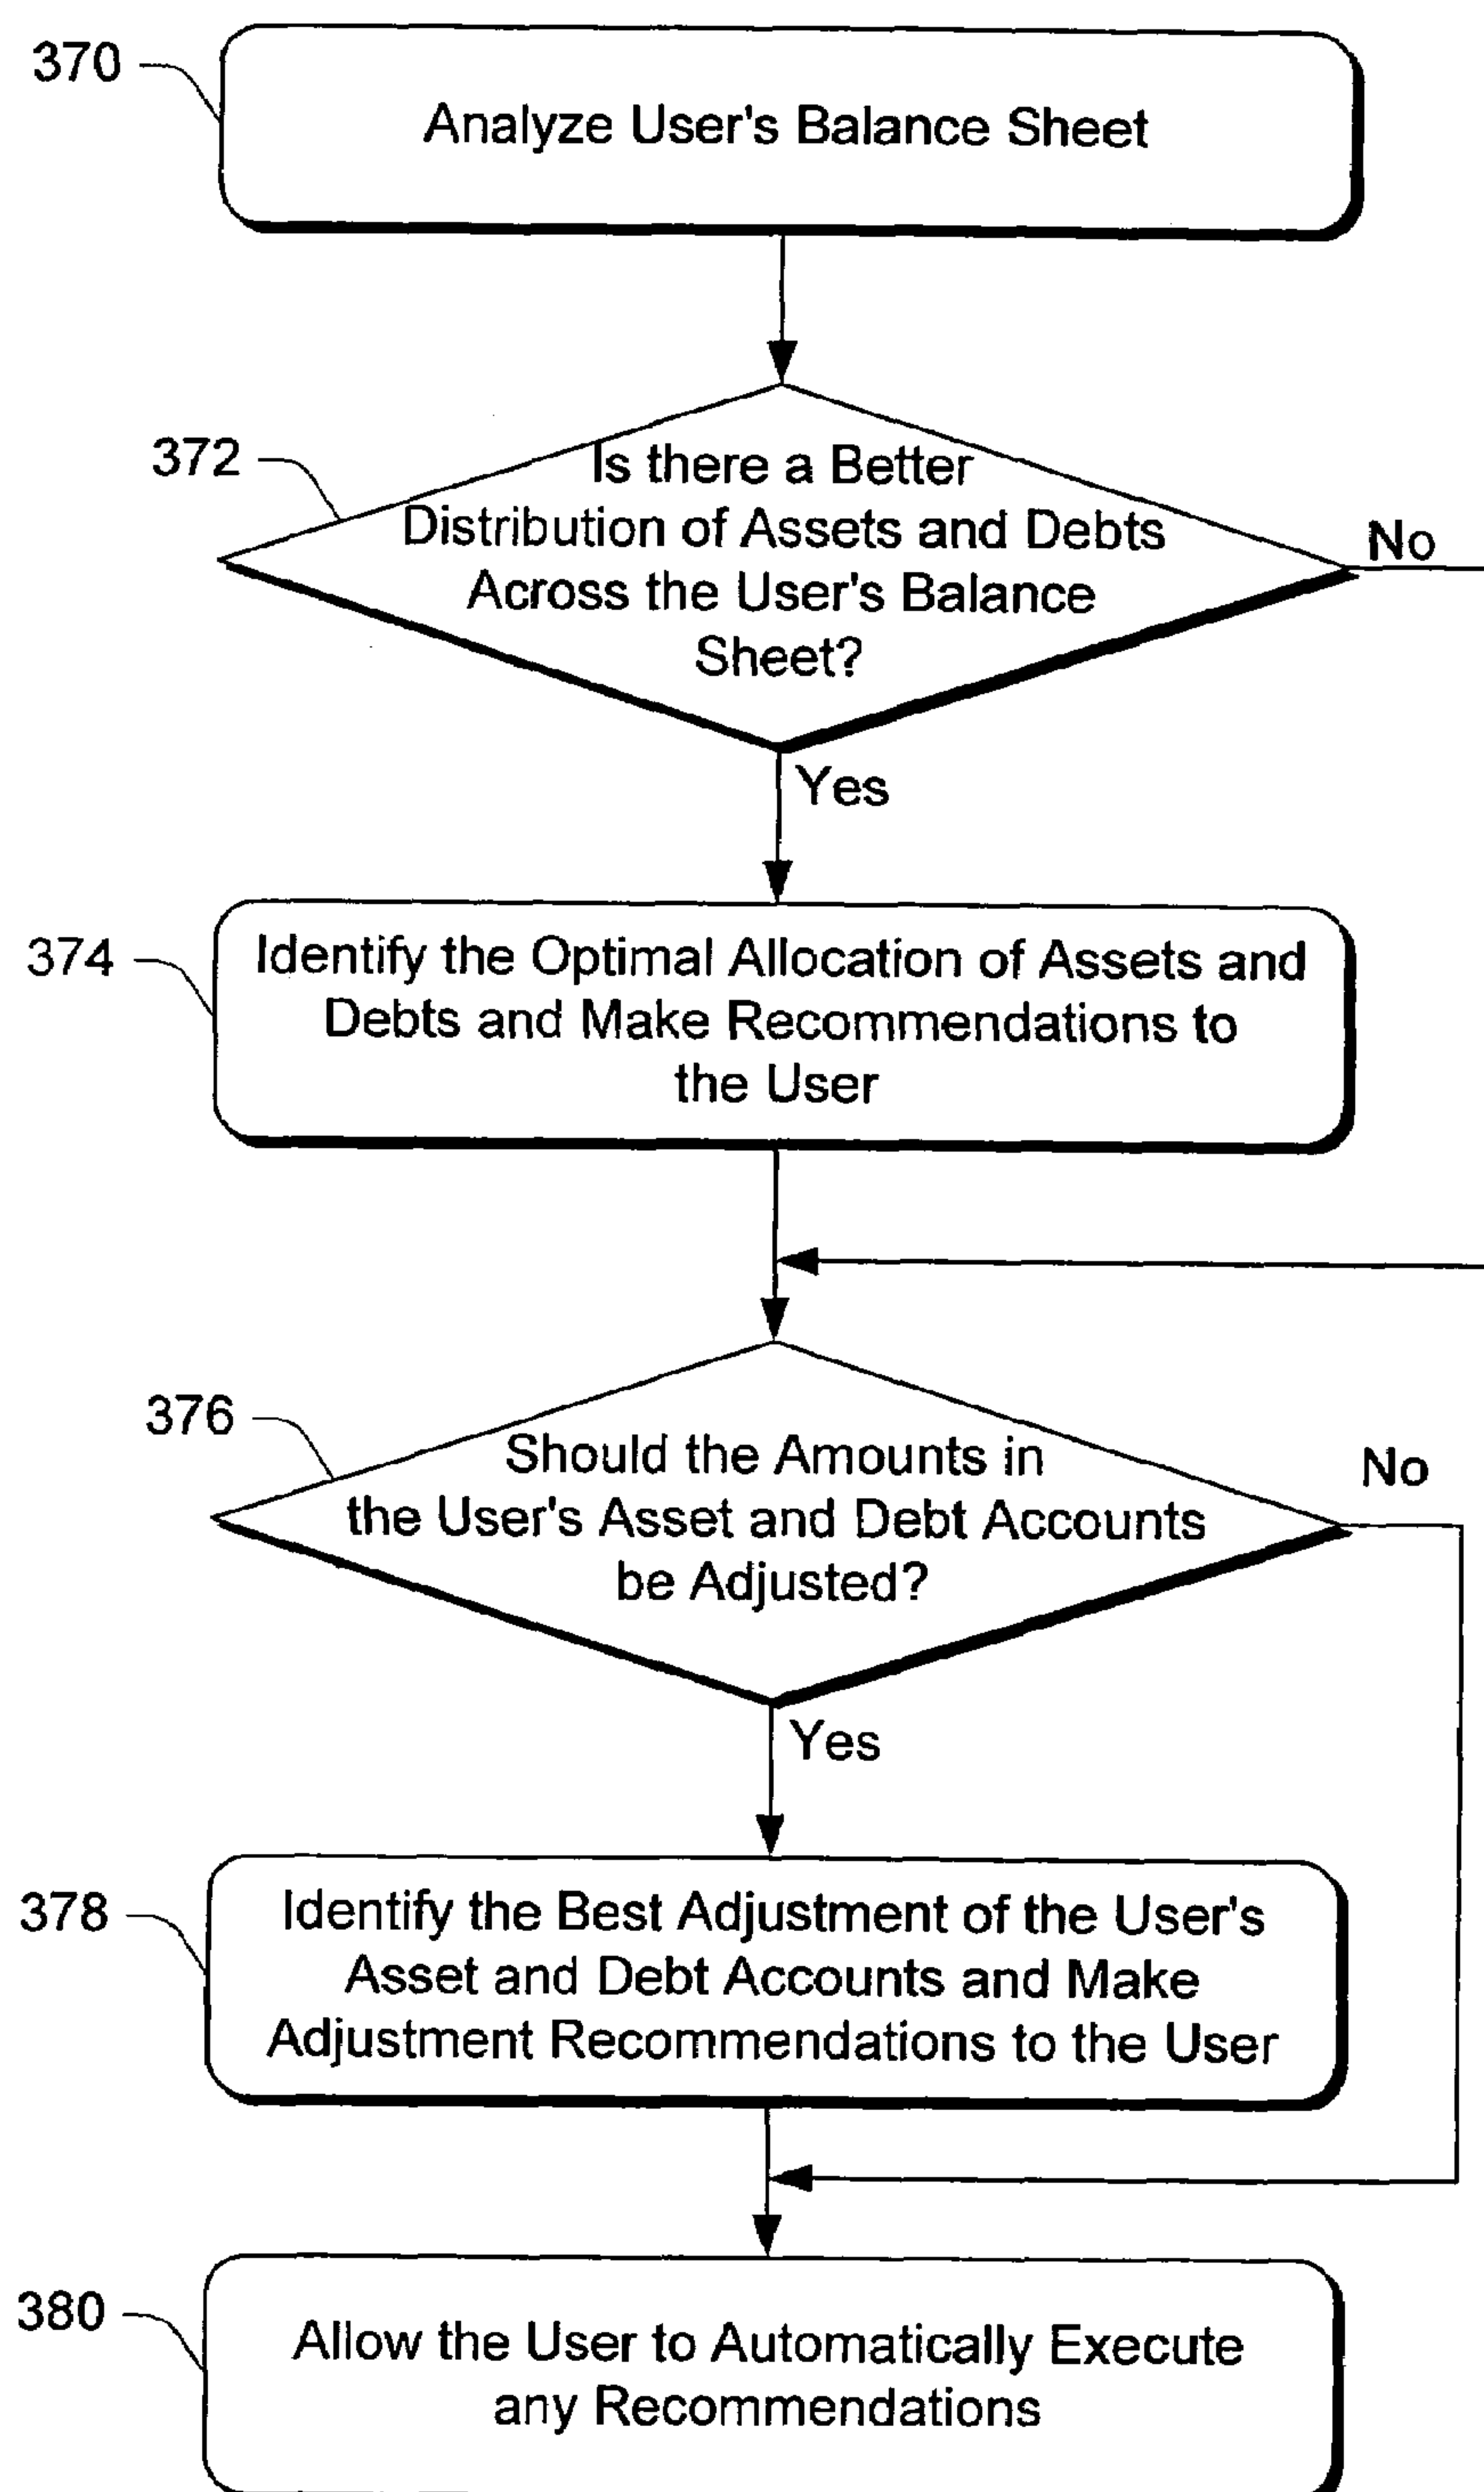 370
Analyze User's Balance Sheet
372
Is there a Better
Distribution of Assets and Debts
Across the User's Balance
Sheet?
No
Yes
374
Identify the Optimal Allocation of Assets and
Debts and Make Recommendations to
the User
376
Should the Amounts in
the User's Asset and Debt Accounts
be Adjusted?
No
Yes
378
Identify the Best Adjustment of the User's
Asset and Debt Accounts and Make
Adjustment Recommendations to the User
380
Allow the User to Automatically Execute
any Recommendations